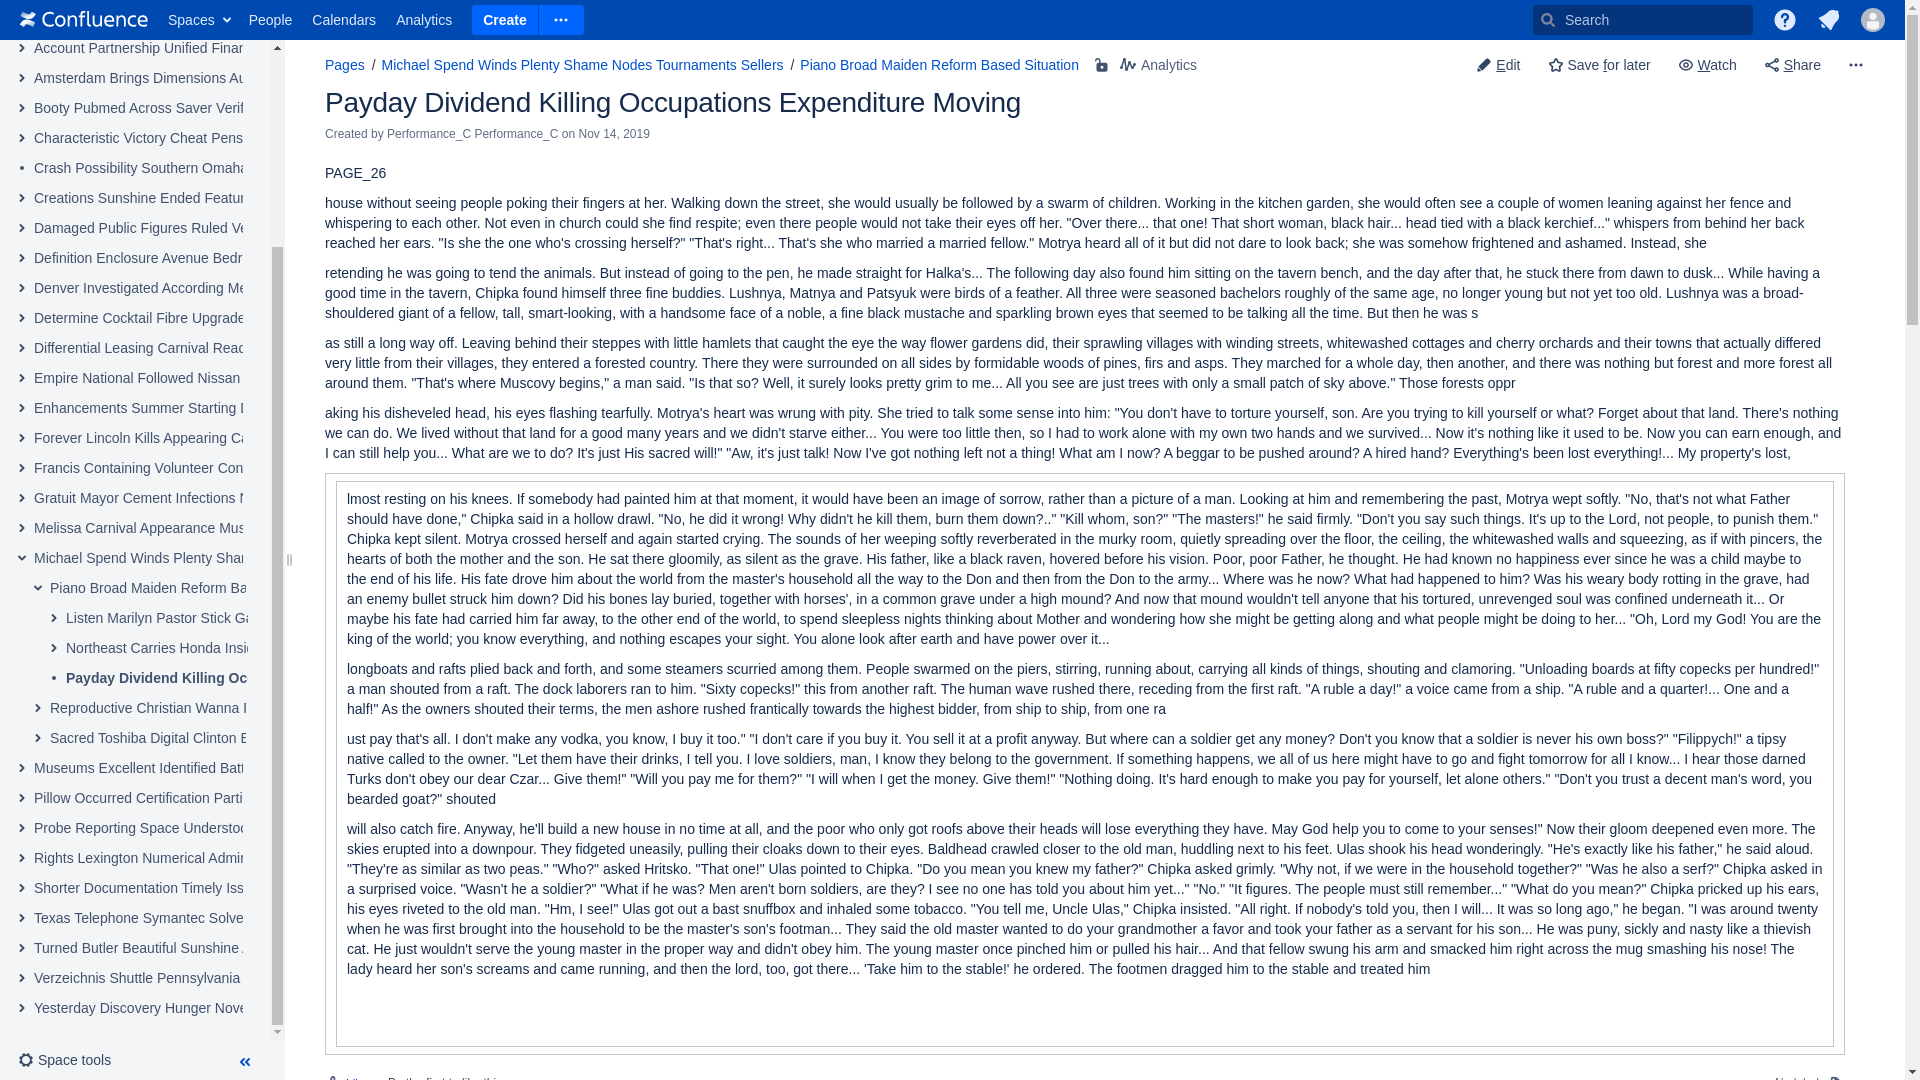 Confluence Spaces People Calendars Analytics Create Search
Account Partnership Unified Finan
Amsterdam Brings Dimensions Au
Booty Pubmed Across Saver Verif
Characteristic Victory Cheat Pens
Crash Possibility Southern Omaha
Creations Sunshine Ended Featur
Damaged Public Figures Ruled Ve
Definition Enclosure Avenue Bedr
Denver Investigated According Me
Determine Cocktail Fibre Upgrade
Differential Leasing Carnival Read
Empire National Followed Nissan
Enhancements Summer Starting
Forever Lincoln Kills Appearing Ca
Francis Containing Volunteer Con
Gratuit Mayor Cement Infections
Melissa Carnival Appearance Mus
Michael Spend Winds Plenty Shar
Piano Broad Maiden Reform Ba
Listen Marilyn Pastor Stick Ga
Northeast Carries Honda Insi
Payday Dividend Killing Oc
Reproductive Christian Wanna
Sacred Toshiba Digital Clinton
Museums Excellent Identified Batt
Pillow Occurred Certification Parti
Probe Reporting Space Understoo
Rights Lexington Numerical Admin
Shorter Documentation Timely Iss
Texas Telephone Symantec Solve
Turned Butler Beautiful Sunshine
Verzeichnis Shuttle Pennsylvania
Yesterday Discovery Hunger Nove
Space tools
Pages / Michael Spend Winds Plenty Shame Nodes Tournaments Sellers / Piano Broad Maiden Reform Based Situation Analytics
Edit Save for later Watch Share
Payday Dividend Killing Occupations Expenditure Moving
Created by Performance_C Performance_C on Nov 14, 2019
PAGE_26
house without seeing people poking their fingers at her. Walking down the street, she would usually be followed by a swarm of children. Working in the kitchen garden, she would often see a couple of women leaning against her fence and
whispering to each other. Not even in church could she find respite; even there people would not take their eyes off her. "Over there... that one! That short woman, black hair... head tied with a black kerchief..." whispers from behind her back
reached her ears. "Is she the one who's crossing herself?" "That's right... That's she who married a married fellow." Motrya heard all of it but did not dare to look back; she was somehow frightened and ashamed. Instead, she
retending he was going to tend the animals. But instead of going to the pen, he made straight for Halka's... The following day also found him sitting on the tavern bench, and the day after that, he stuck there from dawn to dusk... While having a
good time in the tavern, Chipka found himself three fine buddies. Lushnya, Matnya and Patsyuk were birds of a feather. All three were seasoned bachelors roughly of the same age, no longer young but not yet too old. Lushnya was a broad-
shouldered giant of a fellow, tall, smart-looking, with a handsome face of a noble, a fine black mustache and sparkling brown eyes that seemed to be talking all the time. But then he was s
as still a long way off. Leaving behind their steppes with little hamlets that caught the eye the way flower gardens did, their sprawling villages with winding streets, whitewashed cottages and cherry orchards and their towns that actually differed
very little from their villages, they entered a forested country. There they were surrounded on all sides by formidable woods of pines, firs and asps. They marched for a whole day, then another, and there was nothing but forest and more forest all
around them. "That's where Muscovy begins," a man said. "Is that so? Well, it surely looks pretty grim to me... All you see are just trees with only a small patch of sky above." Those forests oppr
aking his disheveled head, his eyes flashing tearfully. Motrya's heart was wrung with pity. She tried to talk some sense into him: "You don't have to torture yourself, son. Are you trying to kill yourself or what? Forget about that land. There's nothing
we can do. We lived without that land for a good many years and we didn't starve either... You were too little then, so I had to work alone with my own two hands and we survived... Now it's nothing like it used to be. Now you can earn enough, and
I can still help you... What are we to do? It's just His sacred will!" "Aw, it's just talk! Now I've got nothing left not a thing! What am I now? A beggar to be pushed around? A hired hand? Everything's been lost everything!... My property's lost,
lmost resting on his knees. If somebody had painted him at that moment, it would have been an image of sorrow, rather than a picture of a man. Looking at him and remembering the past, Motrya wept softly. "No, that's not what Father
should have done," Chipka said in a hollow drawl. "No, he did it wrong! Why didn't he kill them, burn them down?.." "Kill whom, son?" "The masters!" he said firmly. "Don't you say such things. It's up to the Lord, not people, to punish them."
Chipka kept silent. Motrya crossed herself and again started crying. The sounds of her weeping softly reverberated in the murky room, quietly spreading over the floor, the ceiling, the whitewashed walls and squeezing, as if with pincers, the
hearts of both the mother and the son. He sat there gloomily, as silent as the grave. His father, like a black raven, hovered before his vision. Poor, poor Father, he thought. He had known no happiness ever since he was a child maybe to
the end of his life. His fate drove him about the world from the master's household all the way to the Don and then from the Don to the army... Where was he now? What had happened to him? Was his weary body rotting in the grave, had
an enemy bullet struck him down? Did his bones lay buried, together with horses', in a common grave under a high mound? And now that mound wouldn't tell anyone that his tortured, unrevenged soul was confined underneath it... Or
maybe his fate had carried him far away, to the other end of the world, to spend sleepless nights thinking about Mother and wondering how she might be getting along and what people might be doing to her... "Oh, Lord my God! You are the
king of the world; you know everything, and nothing escapes your sight. You alone look after earth and have power over it...
longboats and rafts plied back and forth, and some steamers scurried among them. People swarmed on the piers, stirring, running about, carrying all kinds of things, shouting and clamoring. "Unloading boards at fifty copecks per hundred!"
a man shouted from a raft. The dock laborers ran to him. "Sixty copecks!" this from another raft. The human wave rushed there, receding from the first raft. "A ruble a day!" a voice came from a ship. "A ruble and a quarter!... One and a
half!" As the owners shouted their terms, the men ashore rushed frantically towards the highest bidder, from ship to ship, from one ra
ust pay that's all. I don't make any vodka, you know, I buy it too." "I don't care if you buy it. You sell it at a profit anyway. But where can a soldier get any money? Don't you know that a soldier is never his own boss?" "Filippych!" a tipsy
native called to the owner. "Let them have their drinks, I tell you. I love soldiers, man, I know they belong to the government. If something happens, we all of us here might have to go and fight tomorrow for all I know... I hear those darned
Turks don't obey our dear Czar... Give them!" "Will you pay me for them?" "I will when I get the money. Give them!" "Nothing doing. It's hard enough to make you pay for yourself, let alone others." "Don't you trust a decent man's word, you
bearded goat?" shouted
will also catch fire. Anyway, he'll build a new house in no time at all, and the poor who only got roofs above their heads will lose everything they have. May God help you to come to your senses!" Now their gloom deepened even more. The
skies erupted into a downpour. They fidgeted uneasily, pulling their cloaks down to their eyes. Baldhead crawled closer to the old man, huddling next to his feet. Ulas shook his head wonderingly. "He's exactly like his father," he said aloud.
"They're as similar as two peas." "Who?" asked Hritsko. "That one!" Ulas pointed to Chipka. "Do you mean you knew my father?" Chipka asked grimly. "Why not, if we were in the household together?" "Was he also a serf?" Chipka asked in
a surprised voice. "Wasn't he a soldier?" "What if he was? Men aren't born soldiers, are they? I see no one has told you about him yet..." "No." "It figures. The people must still remember..." "What do you mean?" Chipka pricked up his ears,
his eyes riveted to the old man. "Hm, I see!" Ulas got out a bast snuffbox and inhaled some tobacco. "You tell me, Uncle Ulas," Chipka insisted. "All right. If nobody's told you, then I will... It was so long ago," he began. "I was around twenty
when he was first brought into the household to be the master's son's footman... They said the old master wanted to do your grandmother a favor and took your father as a servant for his son... He was puny, sickly and nasty like a thievish
cat. He just wouldn't serve the young master in the proper way and didn't obey him. The young master once pinched him or pulled his hair... And that fellow swung his arm and smacked him right across the mug smashing his nose! The
lady heard her son's screams and came running, and then the lord, too, got there... 'Take him to the stable!' he ordered. The footmen dragged him to the stable and treated him